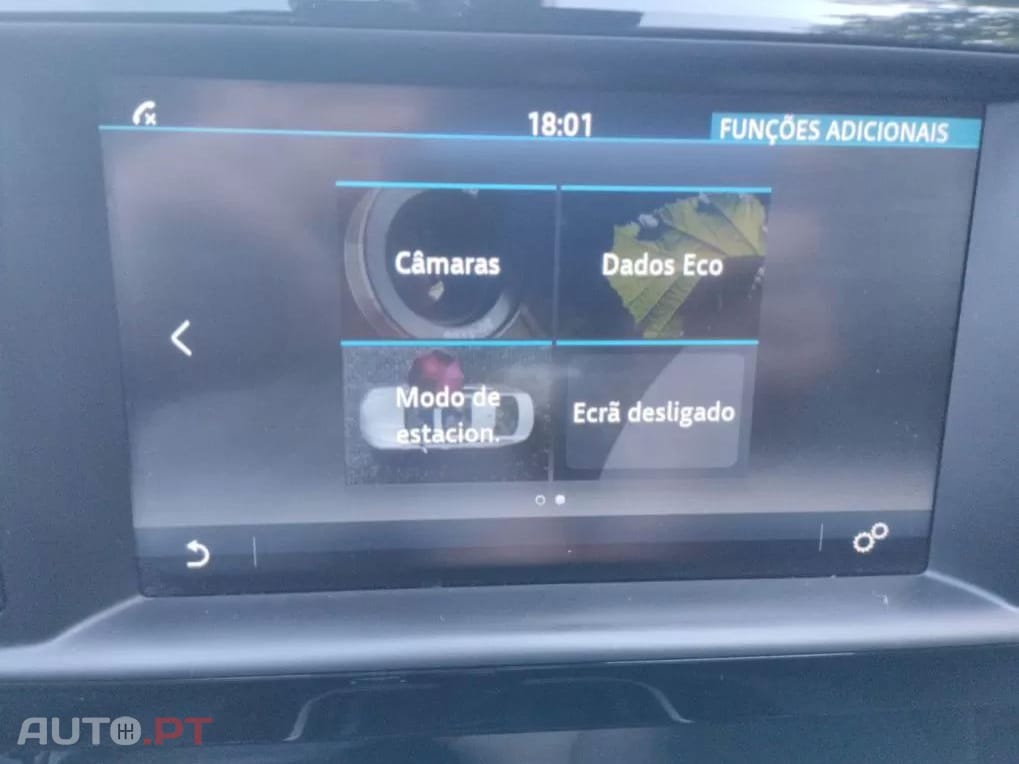 18:01
FUNÇÕES ADICIONAIS
Câmaras
Dados Eco
Modo de
estacion.
Ecrã desligado
AUTO.PT